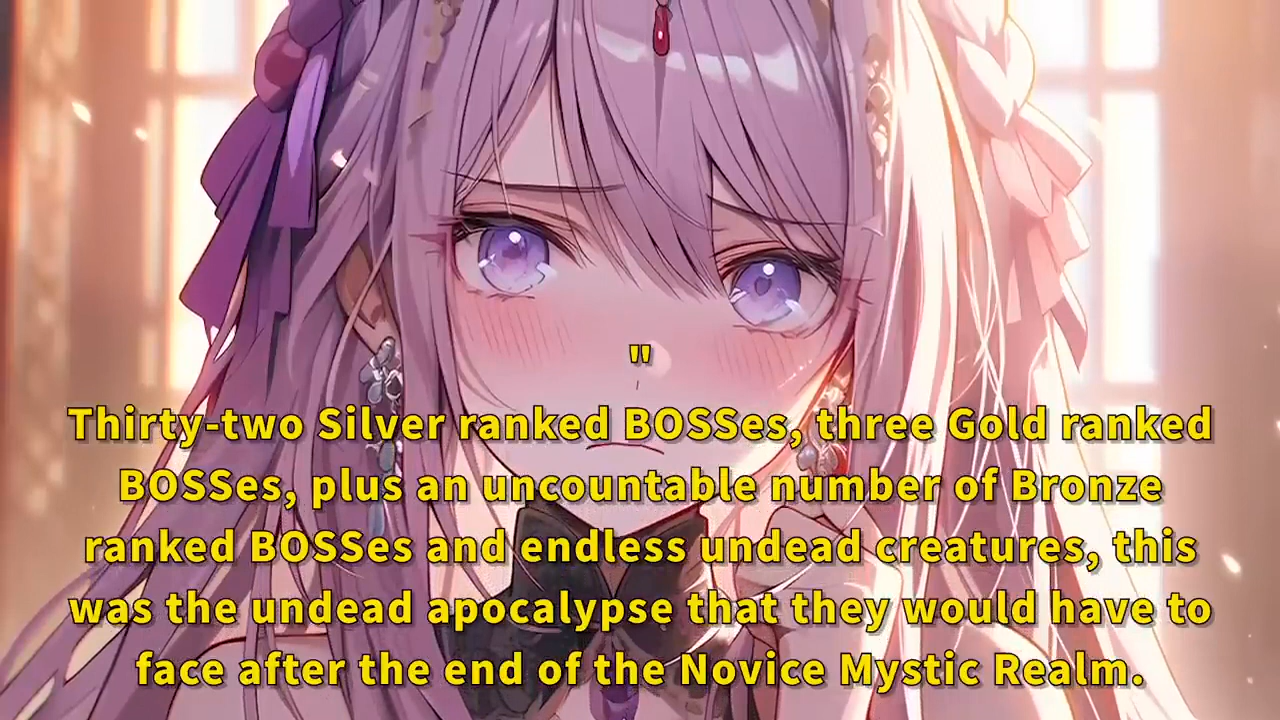 "
Thirty-two Silver ranked BOSSes, three Gold ranked
BOSSes, plus an uncountable number of Bronze
ranked BOSSes and endless undead creatures, this
was the undead apocalypse that they would have to
face after the end of the Novice Mystic Realm.